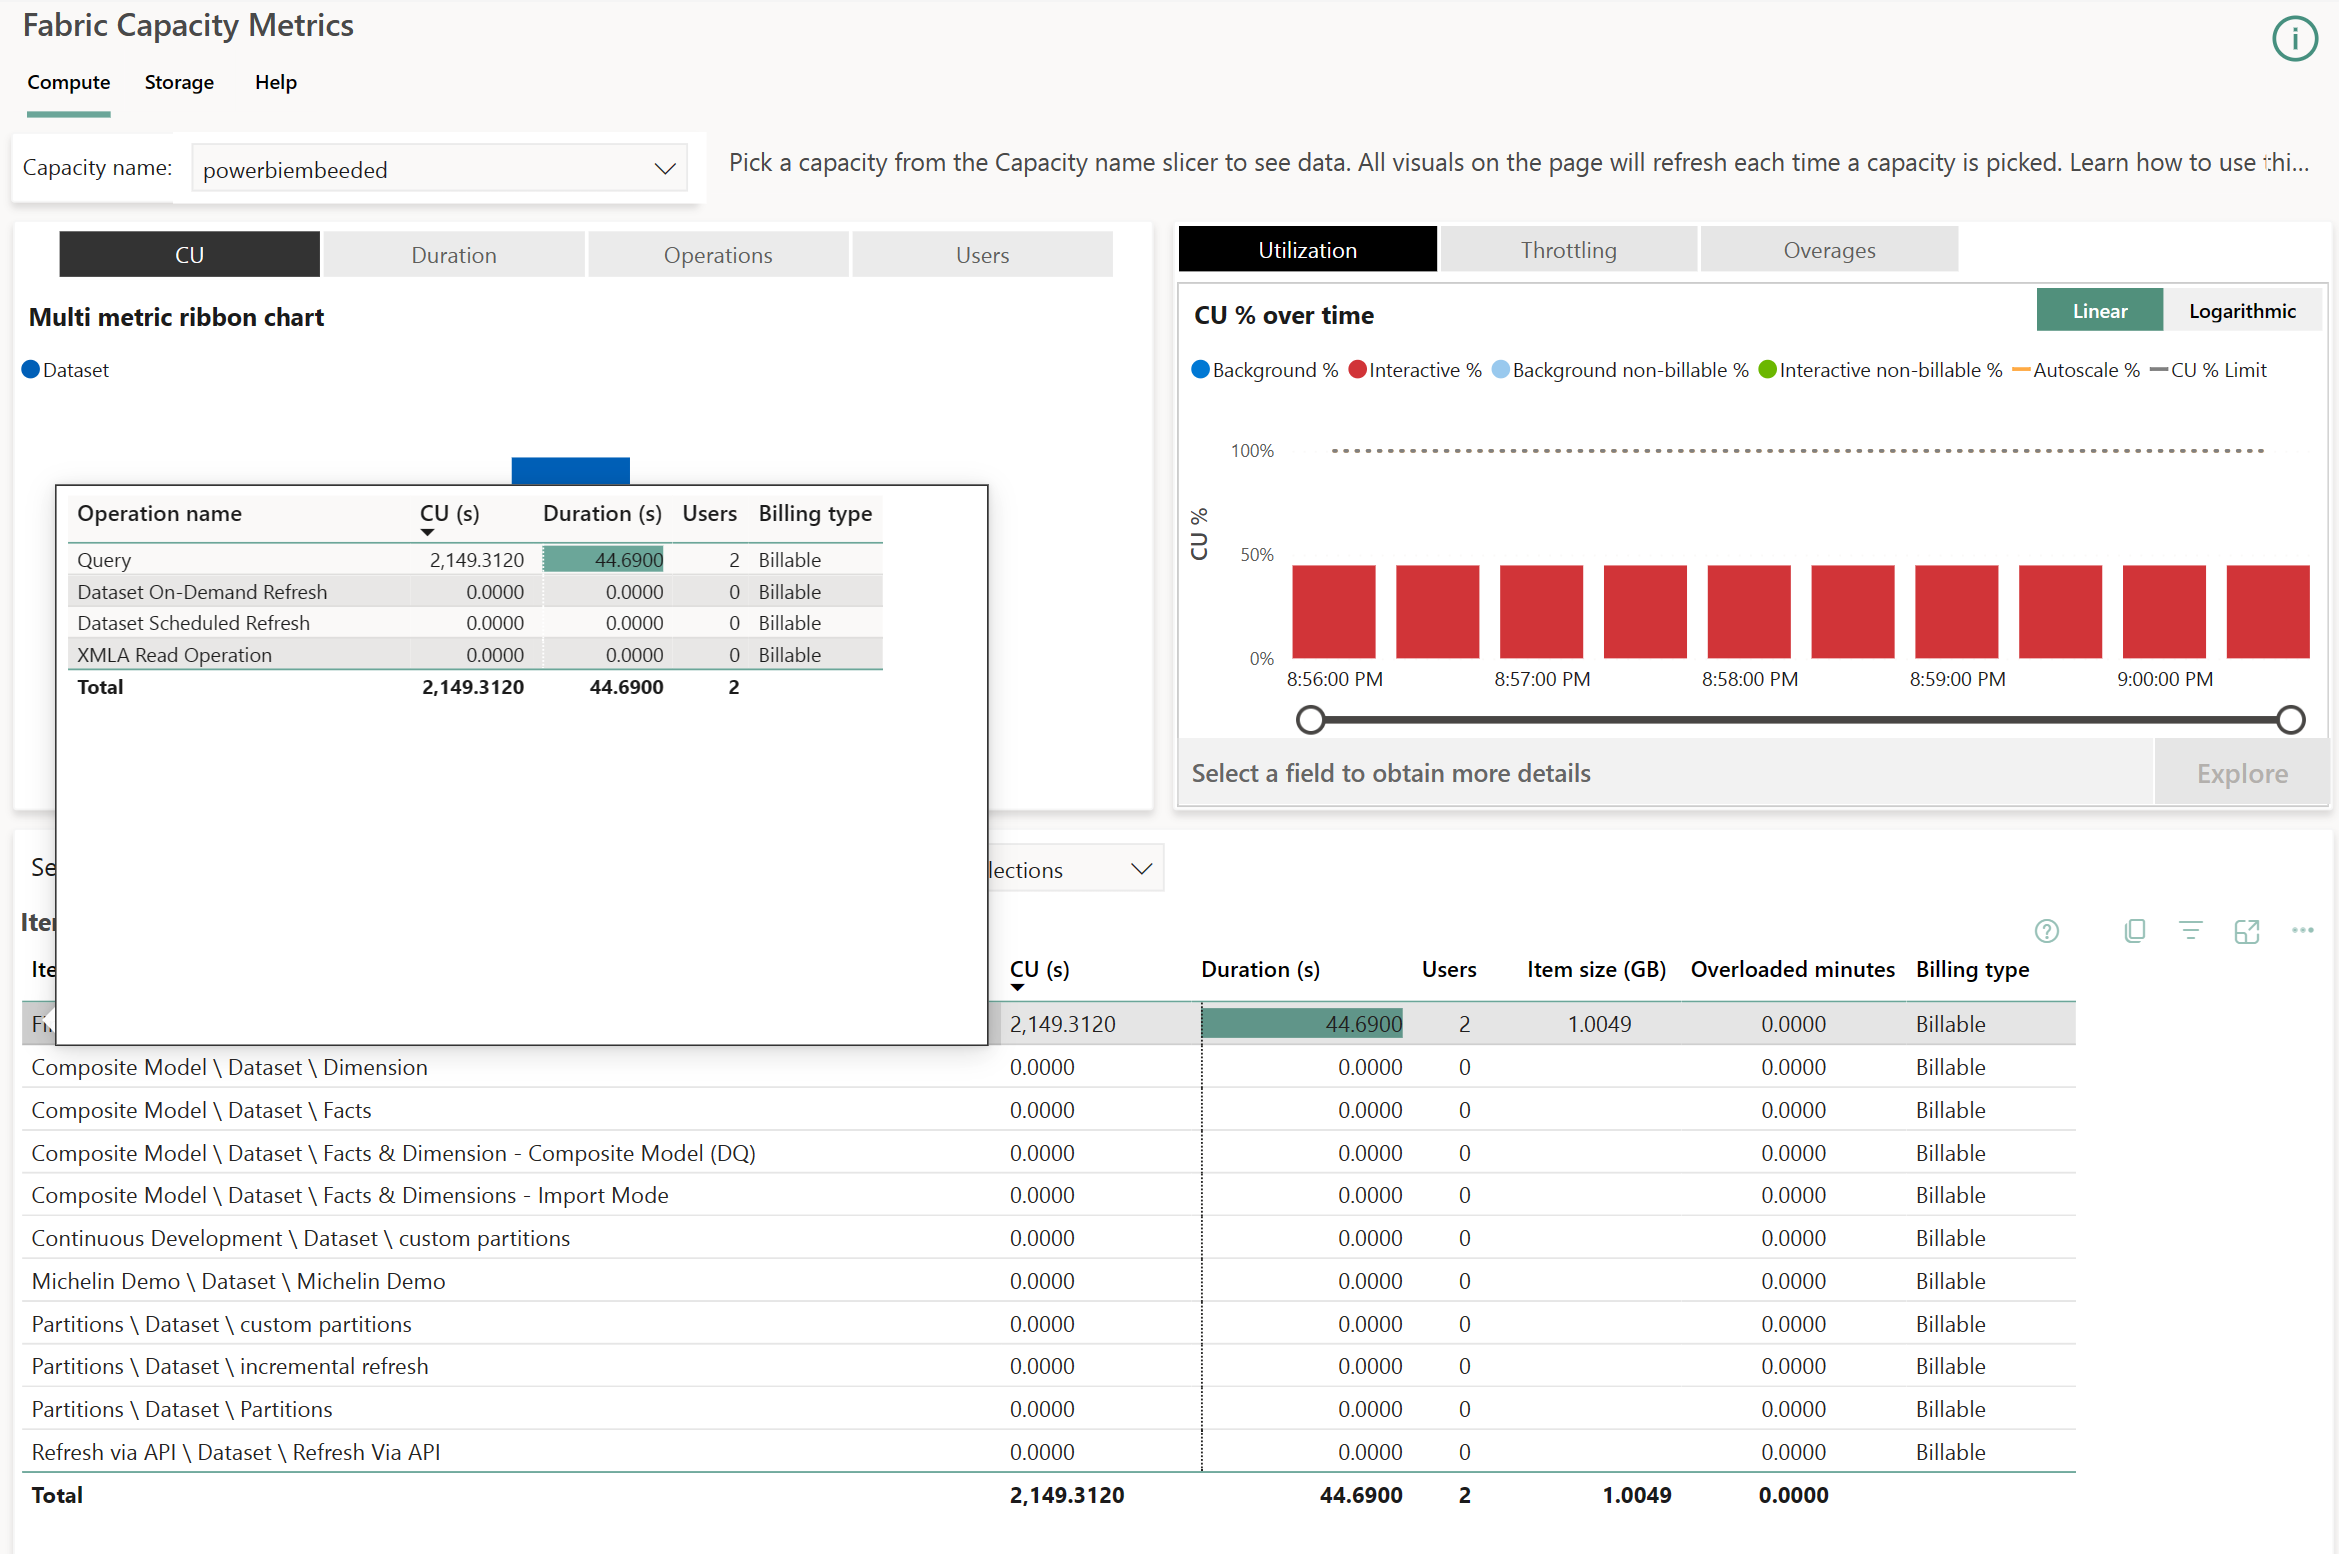 Fabric Capacity Metrics
Compute Storage Help
Capacity name: powerbiembeeded
Pick a capacity from the Capacity name slicer to see data. All visuals on the page will refresh each time a capacity is picked. Learn how to use thi...
CU Duration Operations Users
Multi metric ribbon chart
Dataset
Operation name CU (s) Duration (s) Users Billing type
Query 2,149.3120 44.6900 2 Billable
Dataset On-Demand Refresh 0.0000 0.0000 0 Billable
Dataset Scheduled Refresh 0.0000 0.0000 0 Billable
XMLA Read Operation 0.0000 0.0000 0 Billable
Total 2,149.3120 44.6900 2
Utilization Throttling Overages
CU % over time
Linear Logarithmic
Background % Interactive % Background non-billable % Interactive non-billable % Autoscale % CU % Limit
CU %
100%
50%
0%
8:56:00 PM 8:57:00 PM 8:58:00 PM 8:59:00 PM 9:00:00 PM
Select a field to obtain more details Explore
Se lections
Ite
Ite CU (s) Duration (s) Users Item size (GB) Overloaded minutes Billing type
2,149.3120 44.6900 2 1.0049 0.0000 Billable
Composite Model \ Dataset \ Dimension 0.0000 0.0000 0 0.0000 Billable
Composite Model \ Dataset \ Facts 0.0000 0.0000 0 0.0000 Billable
Composite Model \ Dataset \ Facts & Dimension - Composite Model (DQ) 0.0000 0.0000 0 0.0000 Billable
Composite Model \ Dataset \ Facts & Dimensions - Import Mode 0.0000 0.0000 0 0.0000 Billable
Continuous Development \ Dataset \ custom partitions 0.0000 0.0000 0 0.0000 Billable
Michelin Demo \ Dataset \ Michelin Demo 0.0000 0.0000 0 0.0000 Billable
Partitions \ Dataset \ custom partitions 0.0000 0.0000 0 0.0000 Billable
Partitions \ Dataset \ incremental refresh 0.0000 0.0000 0 0.0000 Billable
Partitions \ Dataset \ Partitions 0.0000 0.0000 0 0.0000 Billable
Refresh via API \ Dataset \ Refresh Via API 0.0000 0.0000 0 0.0000 Billable
Total 2,149.3120 44.6900 2 1.0049 0.0000